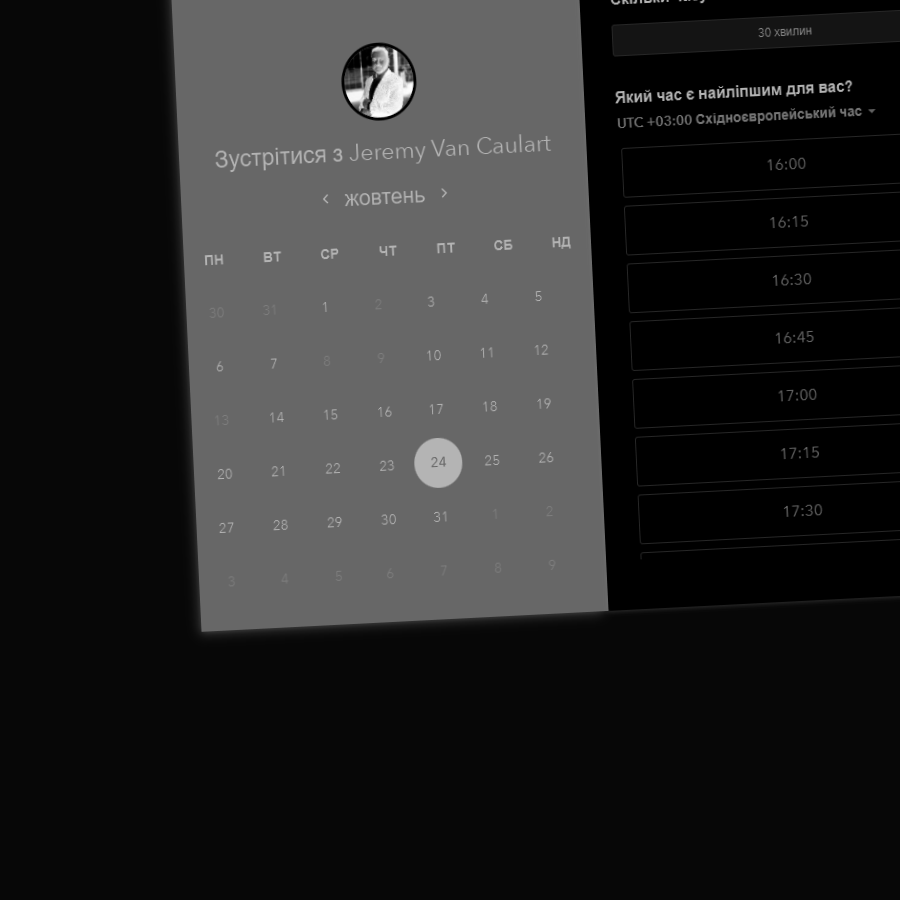 Зустрітися з Jeremy Van Caulart
жовтень
ПН ВТ СР ЧТ ПТ СБ НД
30 31 1 2 3 4 5
6 7 8 9 10 11 12
13 14 15 16 17 18 19
20 21 22 23 24 25 26
27 28 29 30 31 1 2
3 4 5 6 7 8 9
30 хвилин
Який час є найліпшим для вас?
UTC +03:00 Східноєвропейський час
16:00
16:15
16:30
16:45
17:00
17:15
17:30